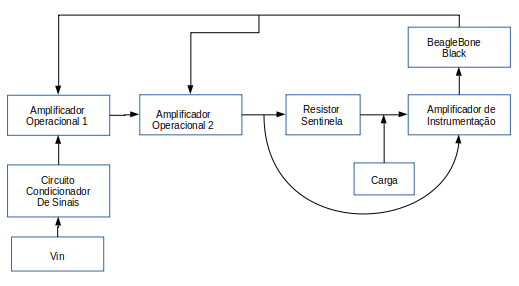 BeagleBone
Black
Amplificador
Operacional 1
Amplificador
Operacional 2
Resistor
Sentinela
Amplificador de
Instrumentação
Circuito
Condicionador
De Sinais
Carga
Vin